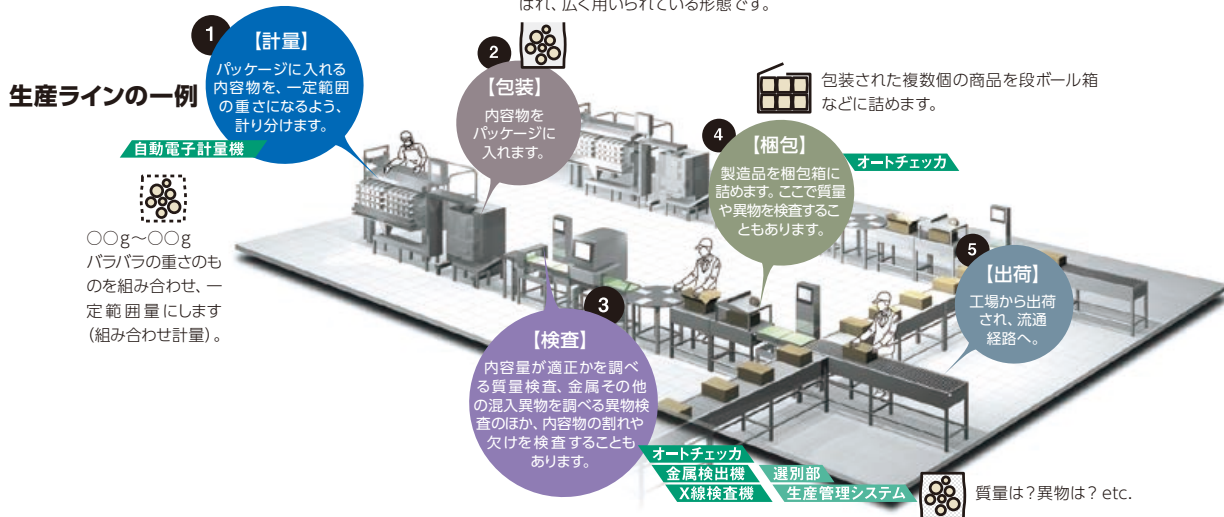 ばれ、広く用いられている形態です。
生産ラインの一例
1
【計量】
パッケージに入れる
内容物を、一定範囲
の重さになるよう、
計り分けます。
自動電子計量機
○○g～○○g
バラバラの重さのも
のを組み合わせ、一
定範囲量にします
（組み合わせ計量）。
2
【包装】
内容物を
パッケージに
入れます。
包装された複数個の商品を段ボール箱
などに詰めます。
4
【梱包】
製造品を梱包箱に
詰めます。ここで質量
や異物を検査するこ
ともあります。
オートチェッカ
5
【出荷】
工場から出荷
され、流通
経路へ。
3
【検査】
内容量が適正かを調べ
る質量検査、金属その他
の混入異物を調べる異物検
査のほか、内容物の割れや
欠けを検査することも
あります。
オートチェッカ
金属検出機 選別部
X線検査機 生産管理システム
質量は？異物は？ etc.